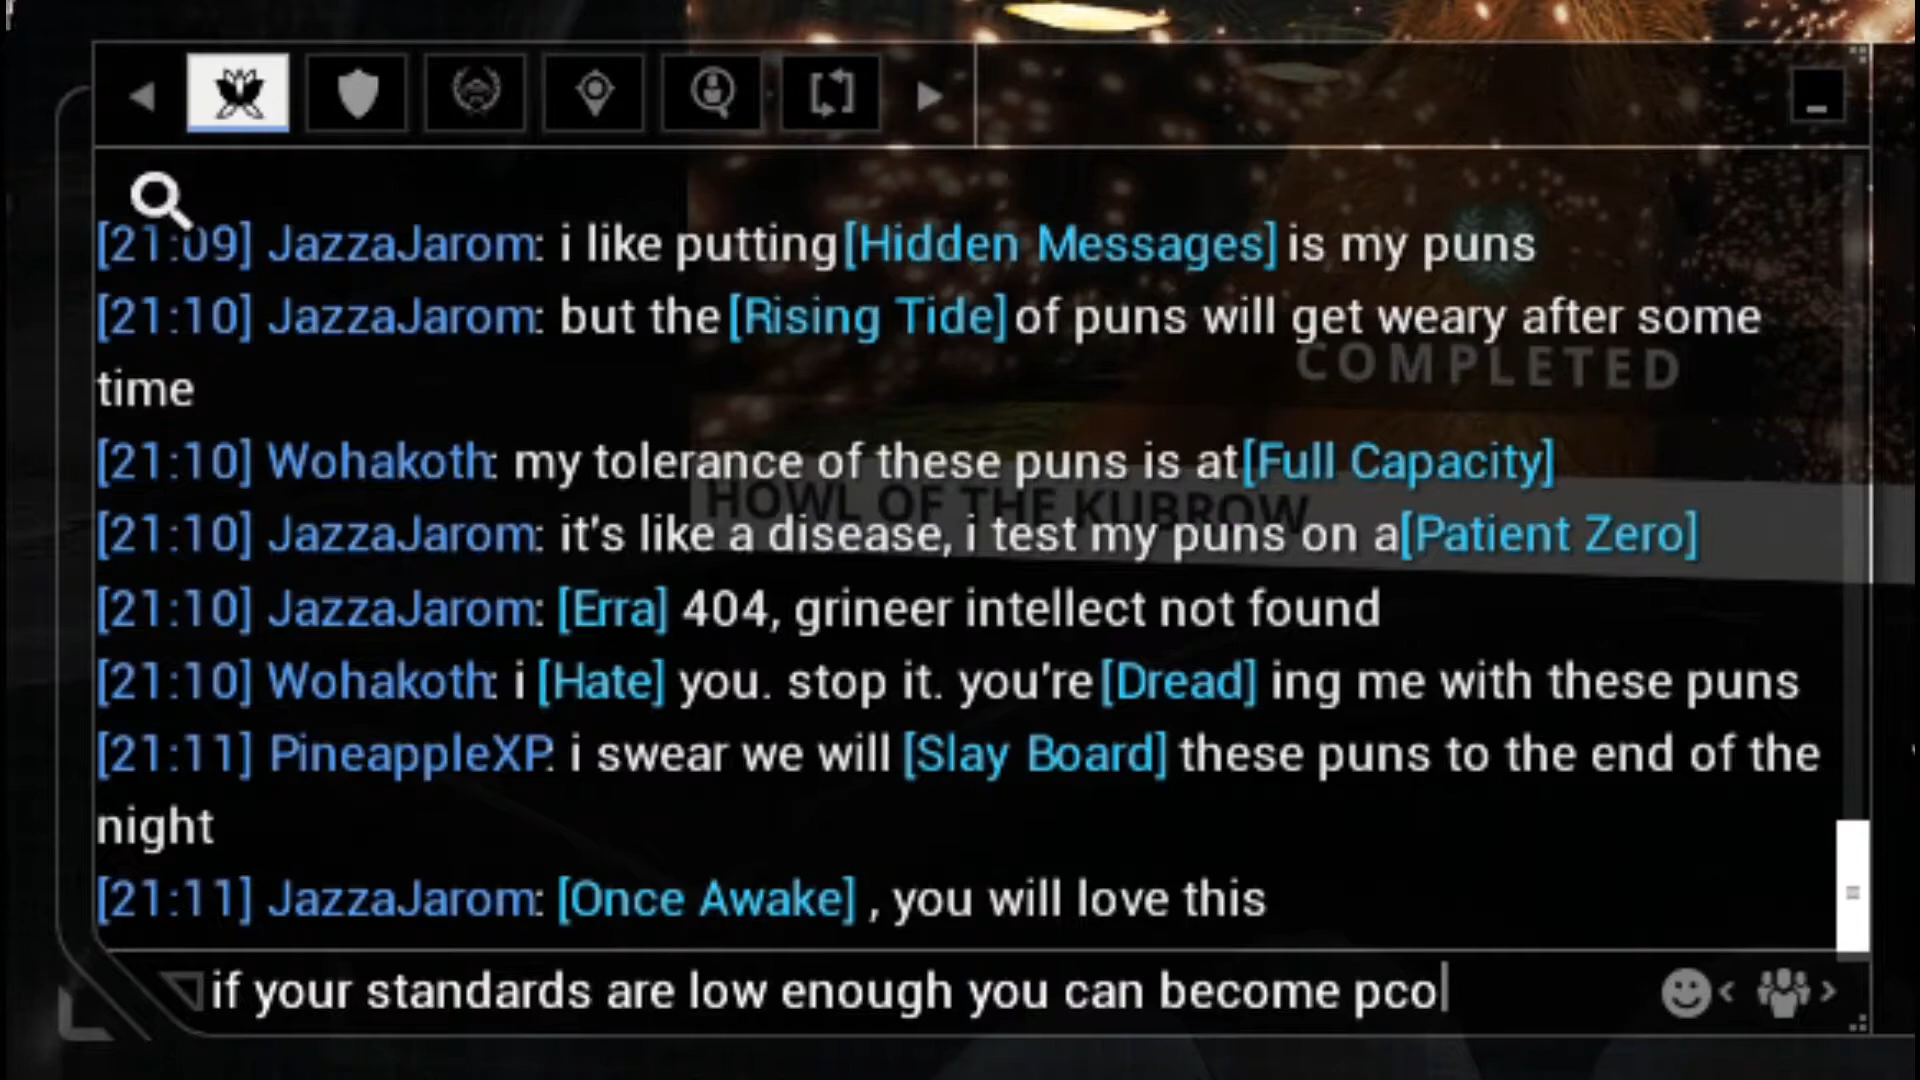 [21:09] JazzaJarom: i like putting [Hidden Messages] is my puns
[21:10] JazzaJarom: but the [Rising Tide] of puns will get weary after some
time
COMPLETED
[21:10] Wohakoth: my tolerance of these puns is at [Full Capacity]
HOWL OF THE KUBROW
[21:10] JazzaJarom: it's like a disease, i test my puns on a [Patient Zero]
[21:10] JazzaJarom: [Erra] 404, grineer intellect not found
[21:10] Wohakoth: i [Hate] you. stop it. you're [Dread] ing me with these puns
[21:11] PineappleXP: i swear we will [Slay Board] these puns to the end of the
night
[21:11] JazzaJarom: [Once Awake] , you will love this
if your standards are low enough you can become pco